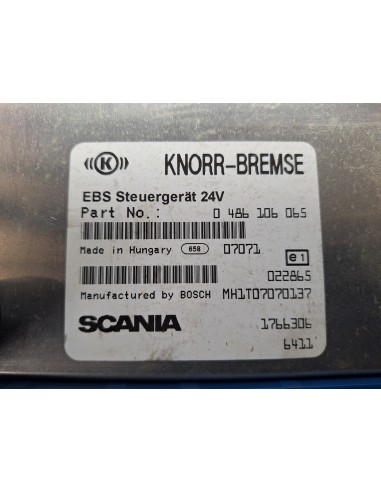 ((K)) KNORR-BREMSE
EBS Steuergerät 24V
Part No.: 0 486 106 065
Made in Hungary 658 07071 e1
022865
Manufactured by BOSCH MH1T07070137
SCANIA 1766306
6411